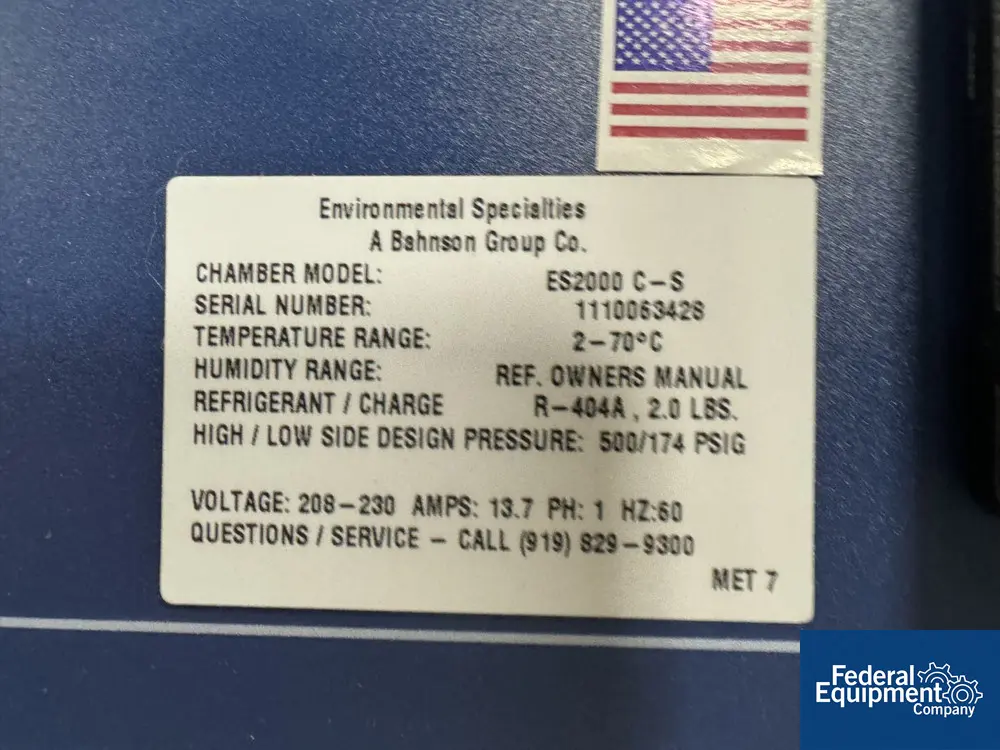 Environmental Specialties
A Bahnson Group Co.
CHAMBER MODEL: ES2000 C-S
SERIAL NUMBER: 1110063428
TEMPERATURE RANGE: 2-70°C
HUMIDITY RANGE: REF. OWNERS MANUAL
REFRIGERANT / CHARGE R-404A , 2.0 LBS.
HIGH / LOW SIDE DESIGN PRESSURE: 500/174 PSIG
VOLTAGE: 208-230 AMPS: 13.7 PH: 1 HZ:60
QUESTIONS / SERVICE - CALL (919) 829-9300
MET 7
Federal
Equipment
Company